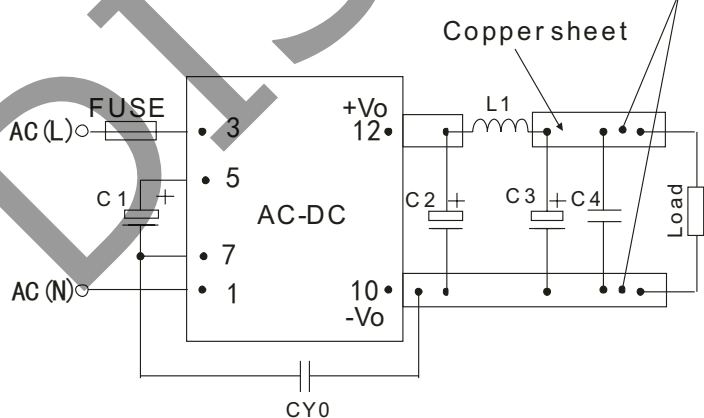 Copper sheet
FUSE
AC(L)
3
+Vo
12
L1
5
C1
+
AC-DC
C2
+
C3
+
C4
Load
7
AC(N)
1
10
-Vo
CY0